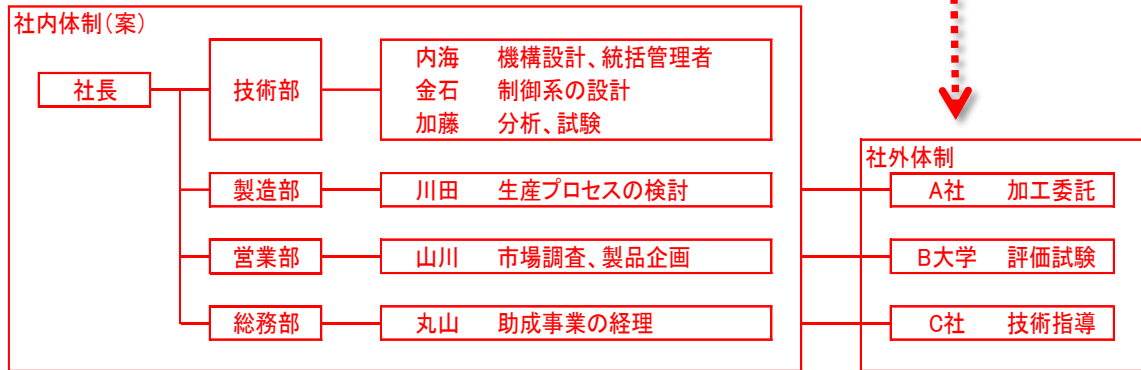 社内体制(案)
社長
技術部
内海 機構設計、統括管理者
金石 制御系の設計
加藤 分析、試験
製造部
川田 生産プロセスの検討
営業部
山川 市場調査、製品企画
総務部
丸山 助成事業の経理
社外体制
A社 加工委託
B大学 評価試験
C社 技術指導